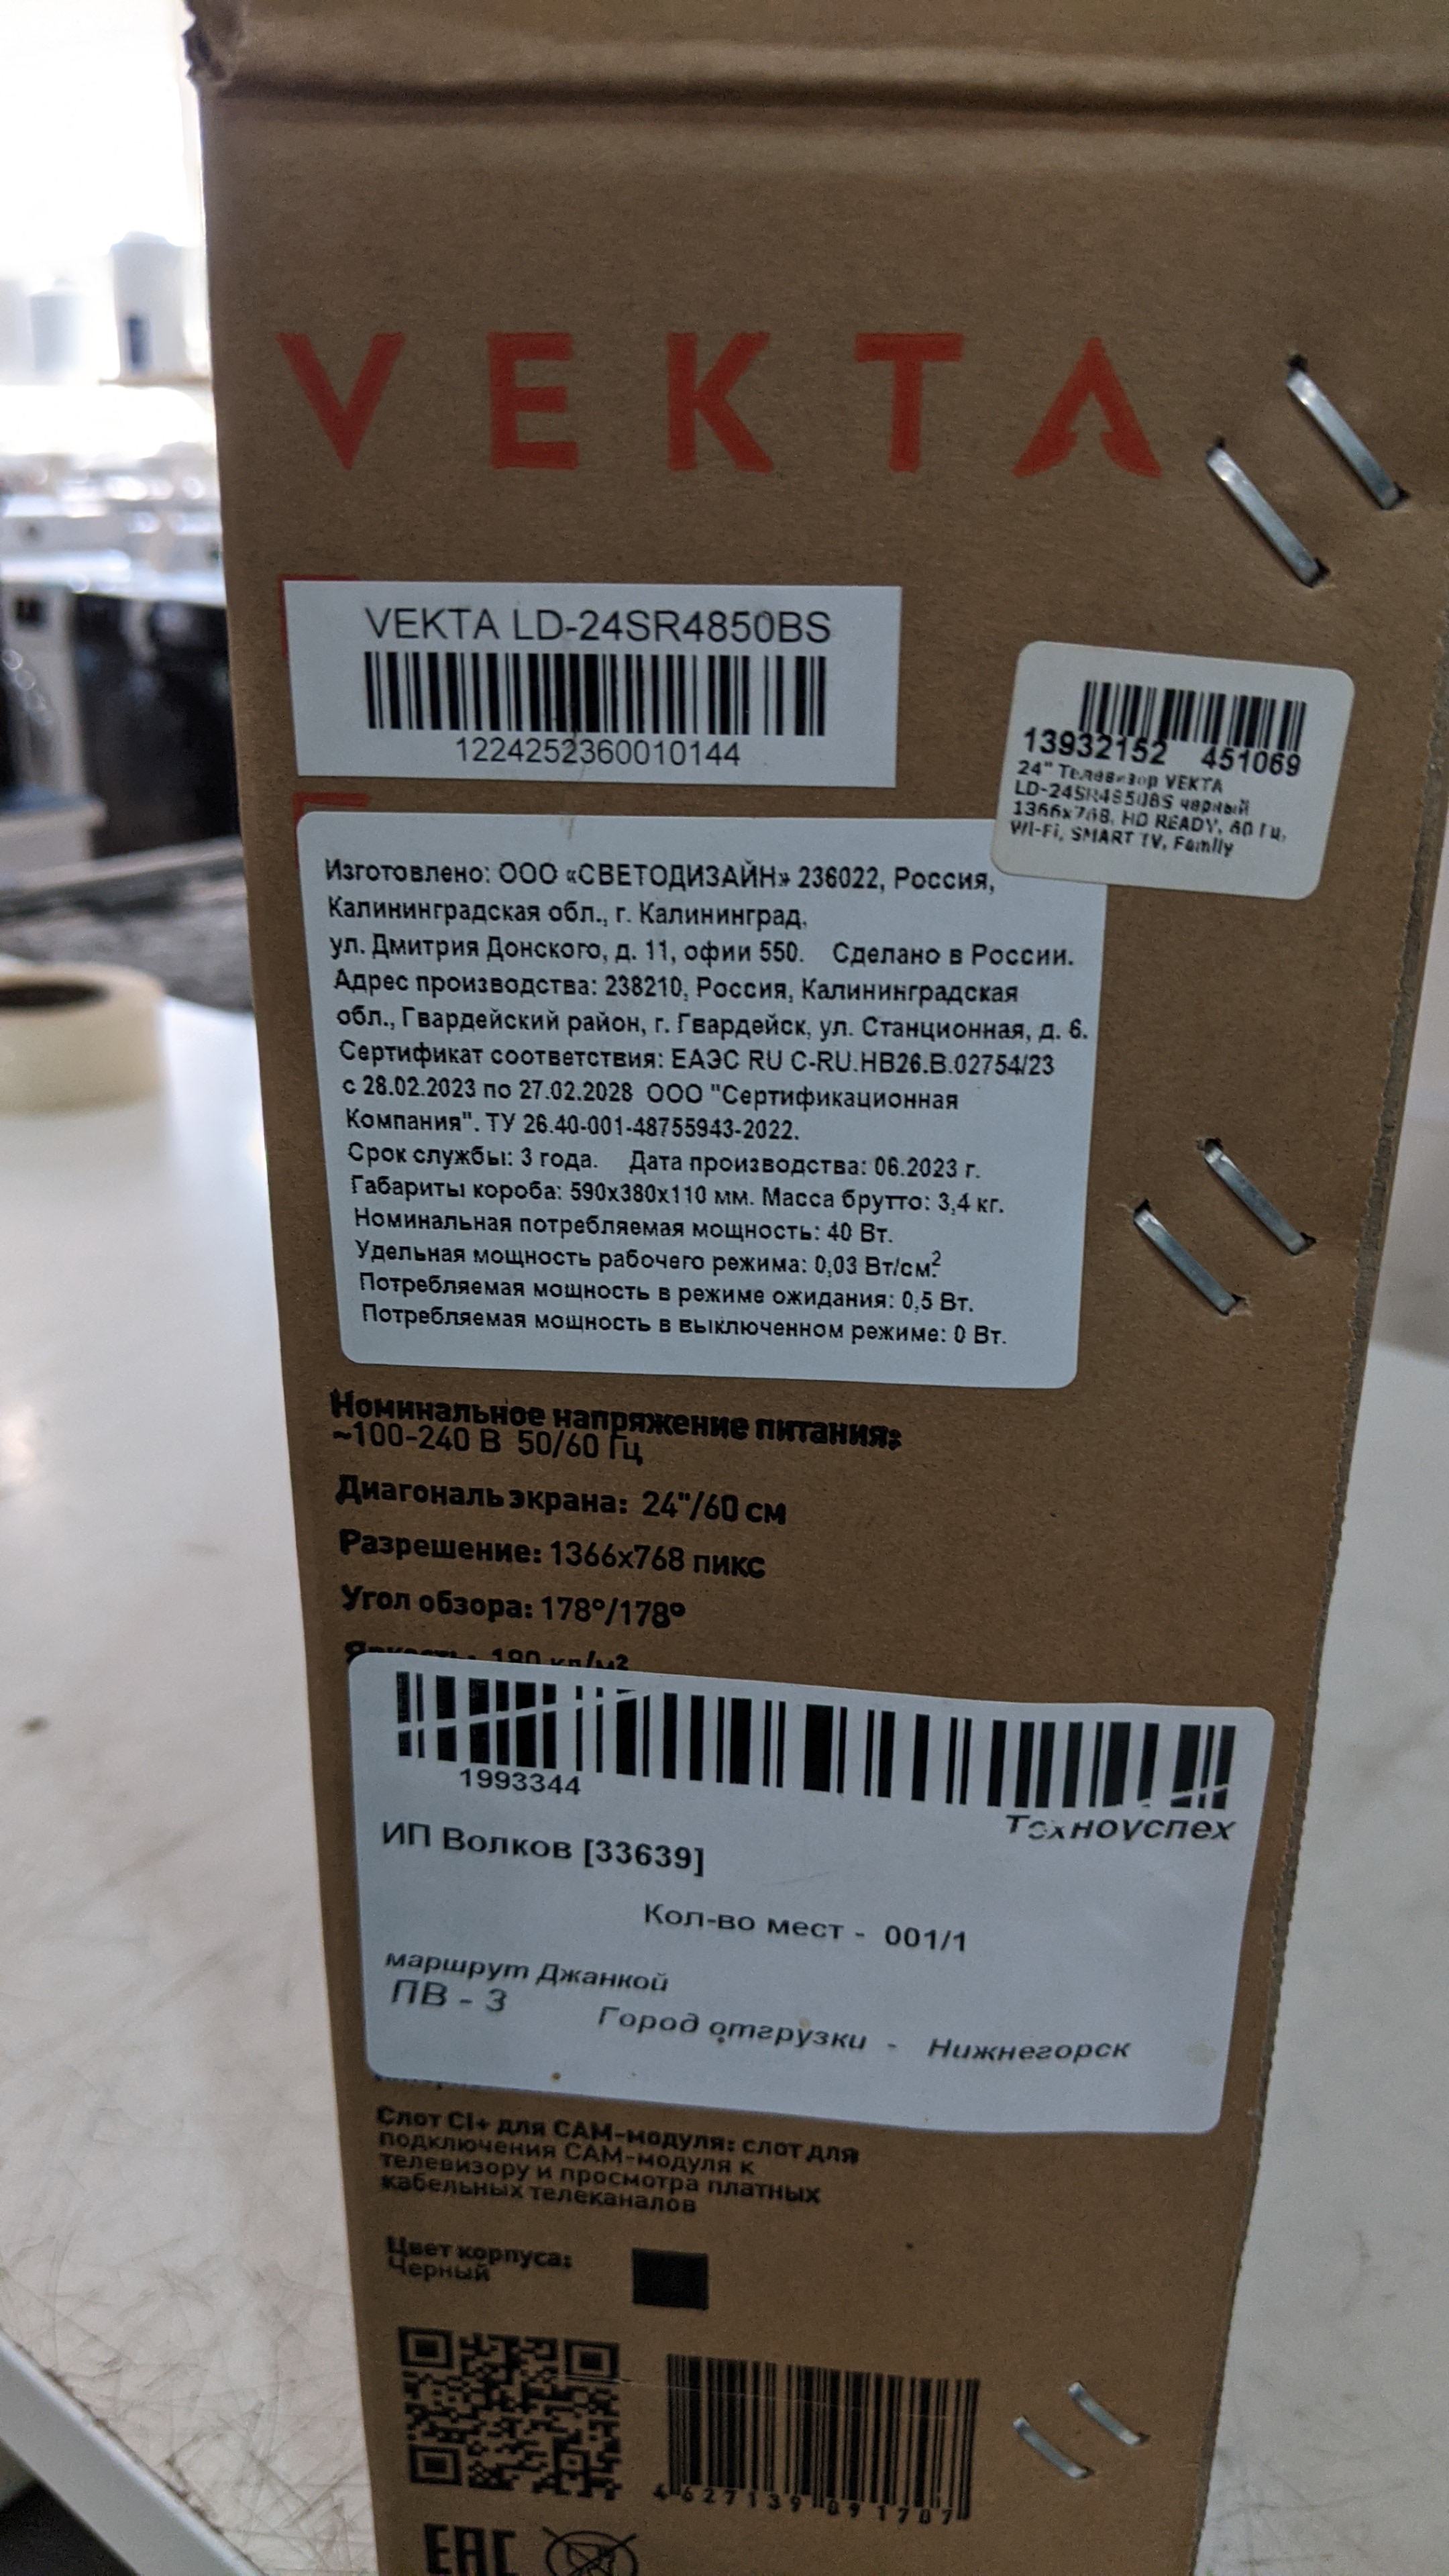 VEKTA
VEKTA LD-24SR4850BS
1224252360010144
13932152 451069
24" Телевизор VEKTA
LD-24SR4850BS черный
1366x768, HD READY, 60 Гц,
Wi-Fi, SMART TV, Family
Изготовлено: ООО «СВЕТОДИЗАЙН» 236022, Россия,
Калининградская обл., г. Калининград,
ул. Дмитрия Донского, д. 11, офии 550. Сделано в России.
Адрес производства: 238210, Россия, Калининградская
обл., Гвардейский район, г. Гвардейск, ул. Станционная, д. 6.
Сертификат соответствия: ЕАЭС RU C-RU.HB26.B.02754/23
с 28.02.2023 по 27.02.2028 ООО "Сертификационная
Компания". ТУ 26.40-001-48755943-2022.
Срок службы: 3 года. Дата производства: 06.2023 г.
Габариты короба: 590x380x110 мм. Масса брутто: 3,4 кг.
Номинальная потребляемая мощность: 40 Вт.
Удельная мощность рабочего режима: 0,03 Вт/см.²
Потребляемая мощность в режиме ожидания: 0,5 Вт.
Потребляемая мощность в выключенном режиме: 0 Вт.
Номинальное напряжение питания:
~100-240 В 50/60 Гц
Диагональ экрана: 24"/60 см
Разрешение: 1366x768 пикс
Угол обзора: 178°/178°
Яркость: 180 кд/м²
1993344
Техноуспех
ИП Волков [33639]
Кол-во мест - 001/1
маршрут Джанкой
ПВ - 3 Город отгрузки - Нижнегорск
Слот CI+ для CAM-модуля: слот для
подключения CAM-модуля к
телевизору и просмотра платных
кабельных телеканалов
Цвет корпуса:
Черный
4627139891707
EAC